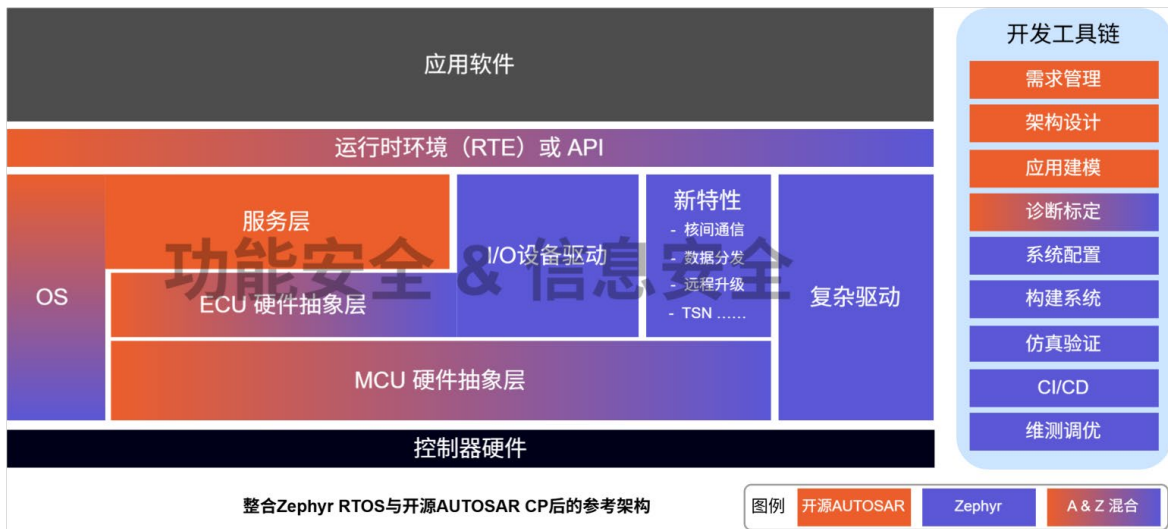 应用软件
运行时环境（RTE）或 API
OS
服务层
ECU 硬件抽象层
MCU 硬件抽象层
I/O设备驱动
新特性
- 核间通信
- 数据分发
- 远程升级
- TSN ......
复杂驱动
功能安全 & 信息安全
控制器硬件
开发工具链
需求管理
架构设计
应用建模
诊断标定
系统配置
构建系统
仿真验证
CI/CD
维测调优
整合Zephyr RTOS与开源AUTOSAR CP后的参考架构
图例
开源AUTOSAR
Zephyr
A & Z 混合